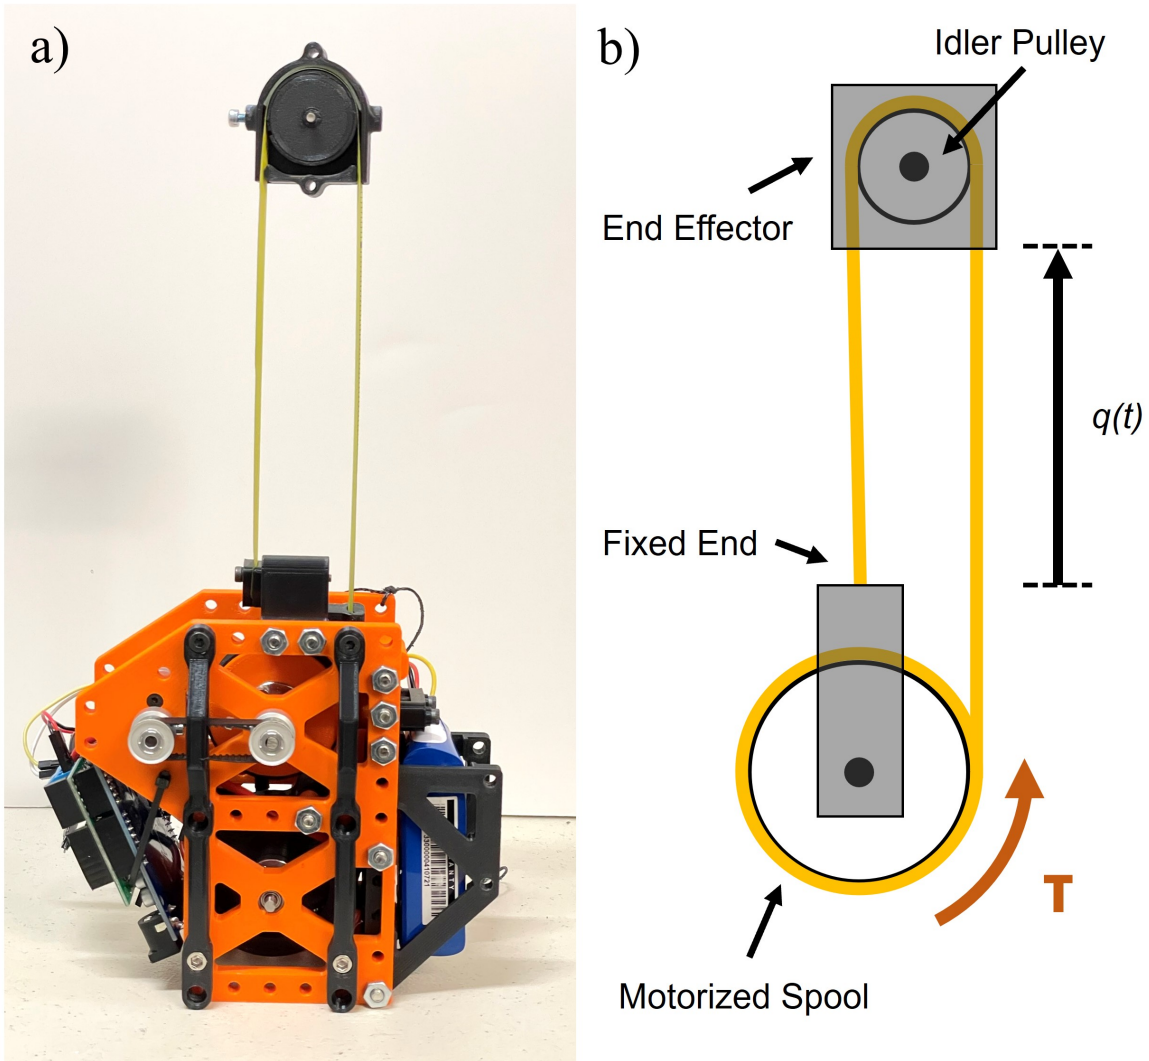 a)
b)
Idler Pulley
End Effector
q(t)
Fixed End
T
Motorized Spool